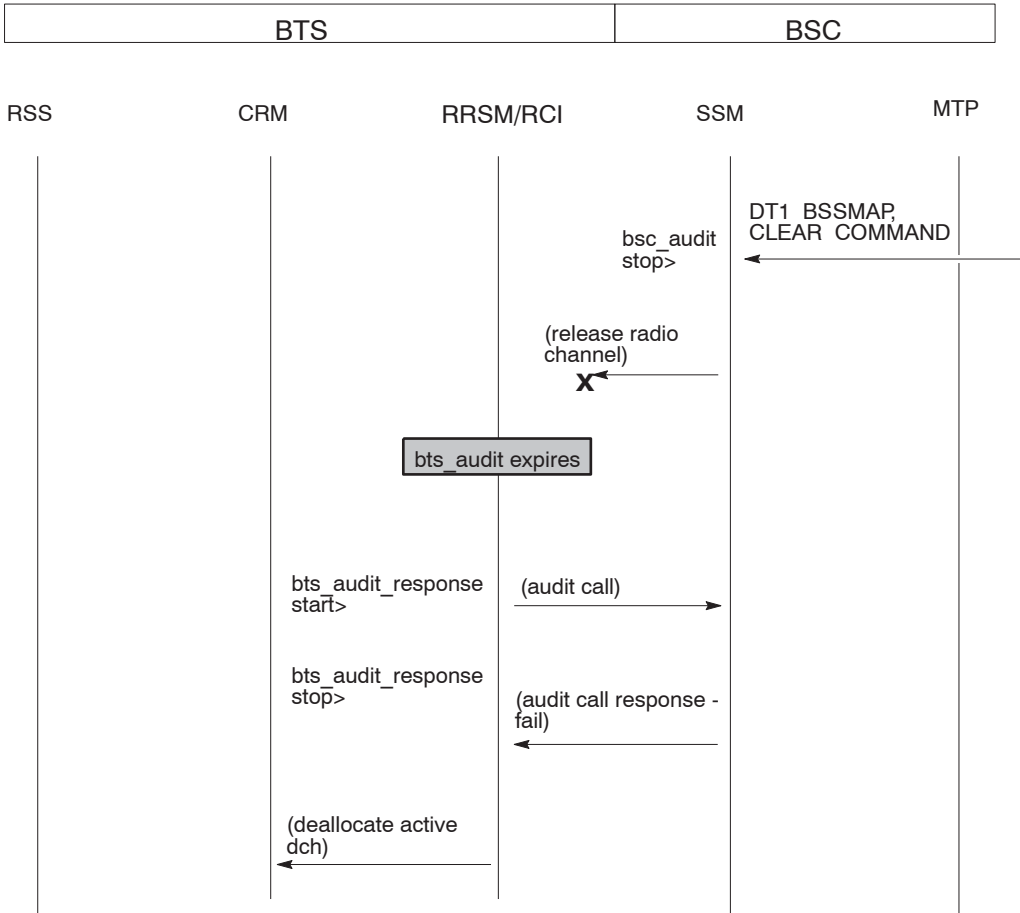 BTS BSC
RSS CRM RRSM/RCI SSM MTP
DT1 BSSMAP,
CLEAR COMMAND
bsc_audit
stop>
(release radio
channel)
X
bts_audit expires
bts_audit_response
start>
(audit call)
bts_audit_response
stop>
(audit call response -
fail)
(deallocate active
dch)